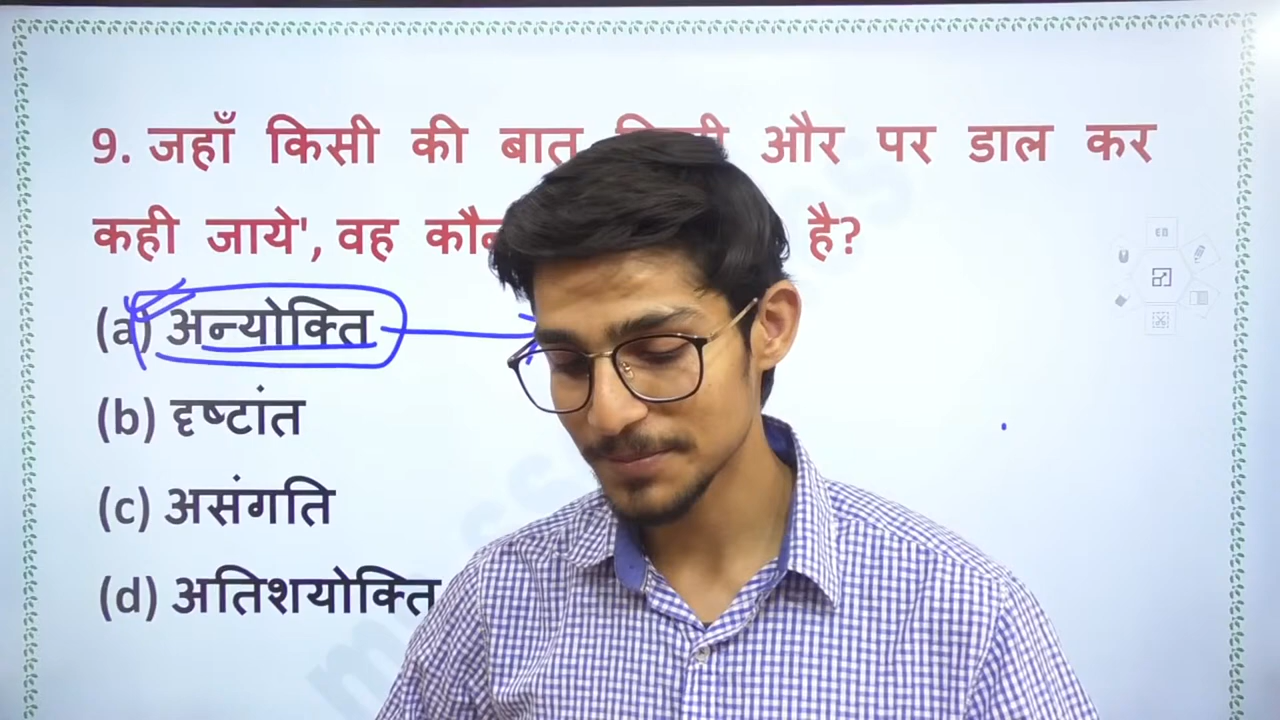 9. जहाँ किसी की बात और पर डाल कर
कही जाये', वह है?
(a) अन्योक्ति
(b) दृष्टांत
(c) असंगति
(d) अतिशयोक्ति